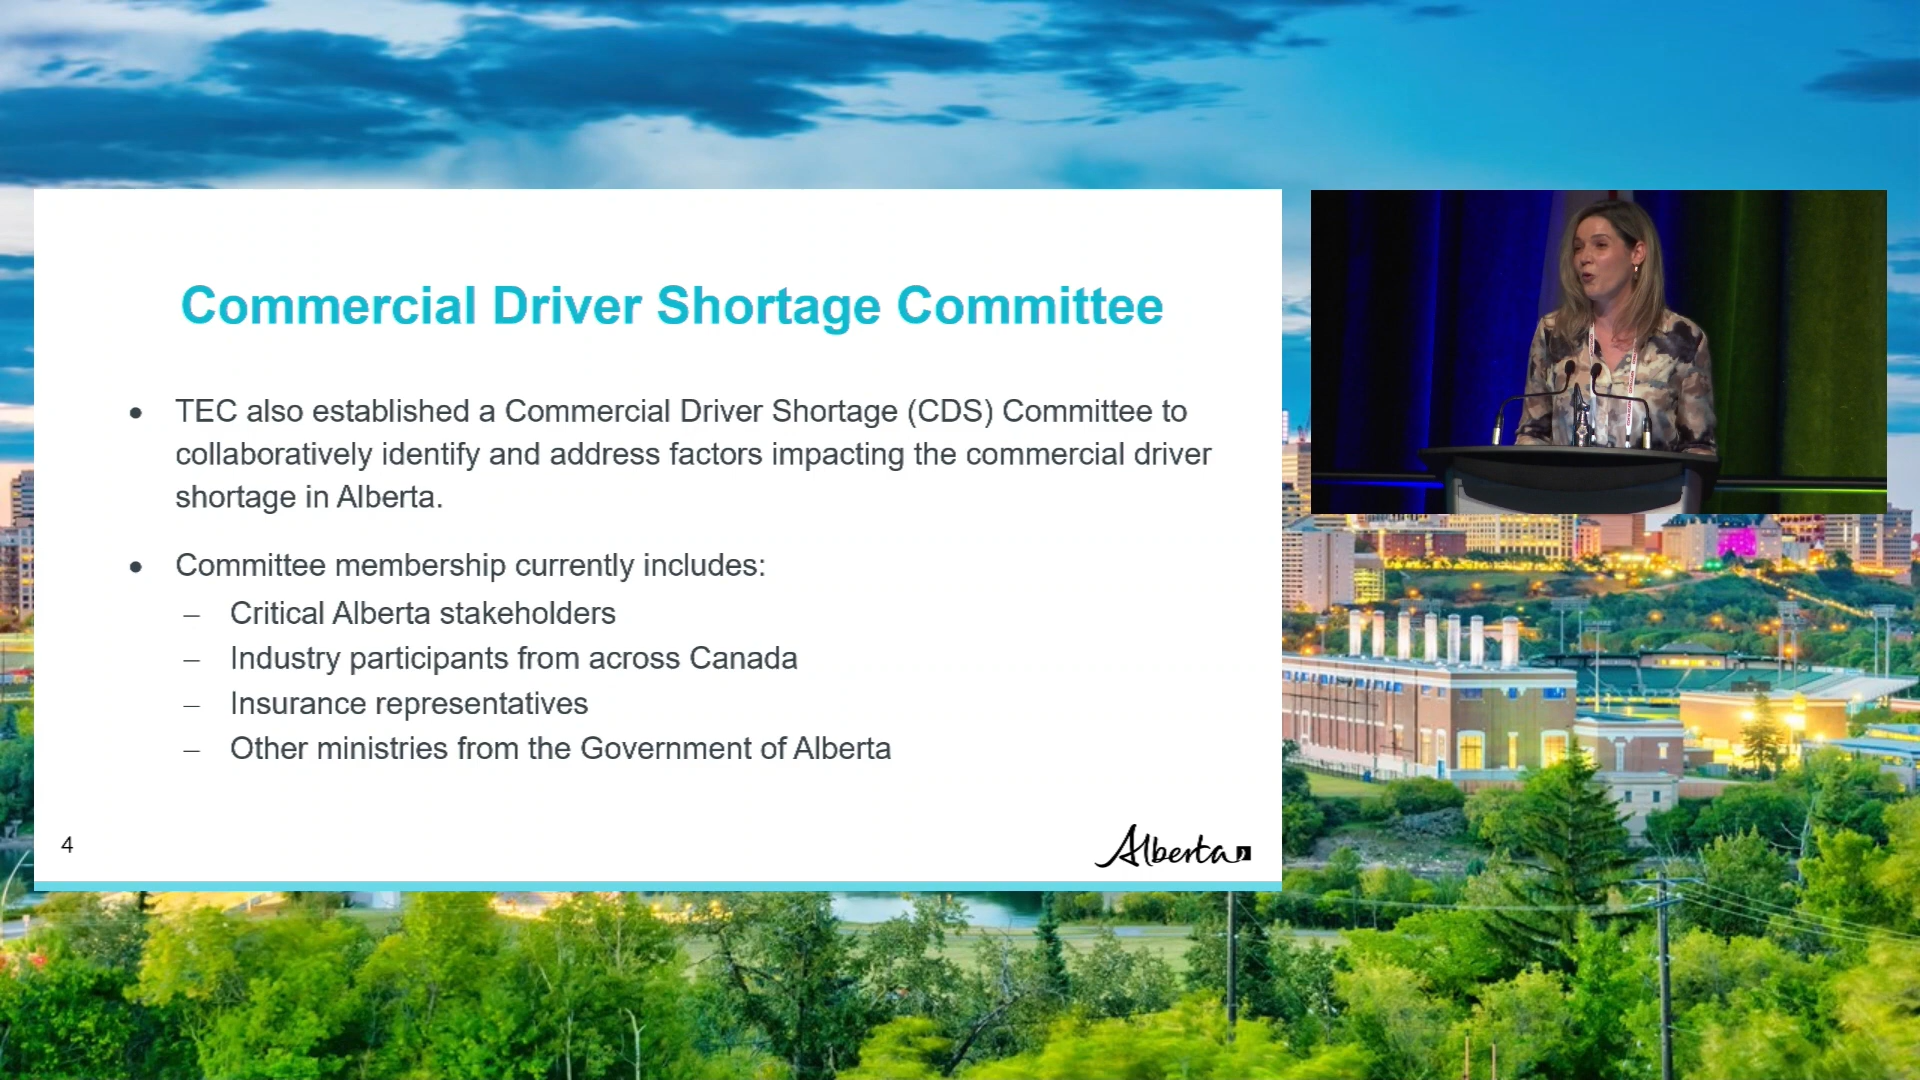 Commercial Driver Shortage Committee
• TEC also established a Commercial Driver Shortage (CDS) Committee to
collaboratively identify and address factors impacting the commercial driver
shortage in Alberta.
• Committee membership currently includes:
– Critical Alberta stakeholders
– Industry participants from across Canada
– Insurance representatives
– Other ministries from the Government of Alberta
4
Alberta